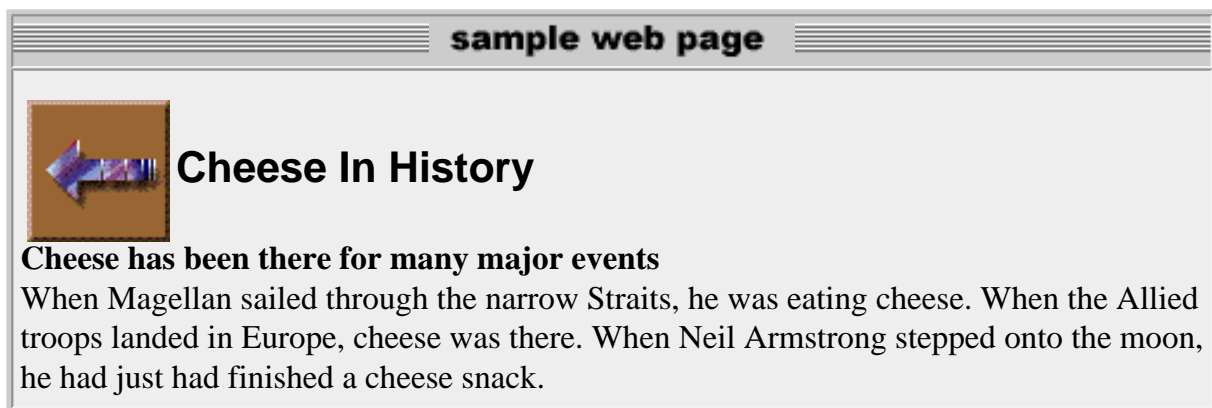 sample web page
Cheese In History
Cheese has been there for many major events
When Magellan sailed through the narrow Straits, he was eating cheese. When the Allied
troops landed in Europe, cheese was there. When Neil Armstrong stepped onto the moon,
he had just had finished a cheese snack.